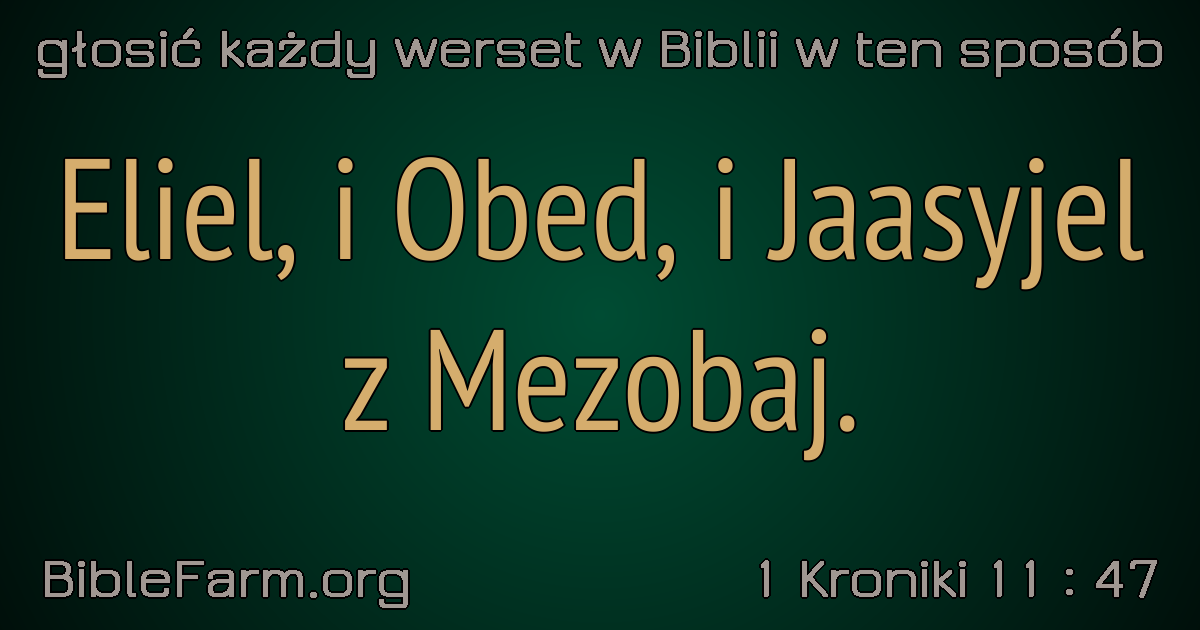 głosić każdy werset w Biblii w ten sposób
Eliel, i Obed, i Jaasyjel
z Mezobaj.
BibleFarm.org
1 Kroniki 11 : 47